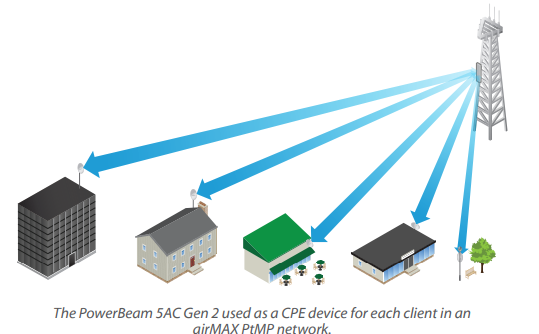 The PowerBeam 5AC Gen 2 used as a CPE device for each client in an
airMAX PtMP network.